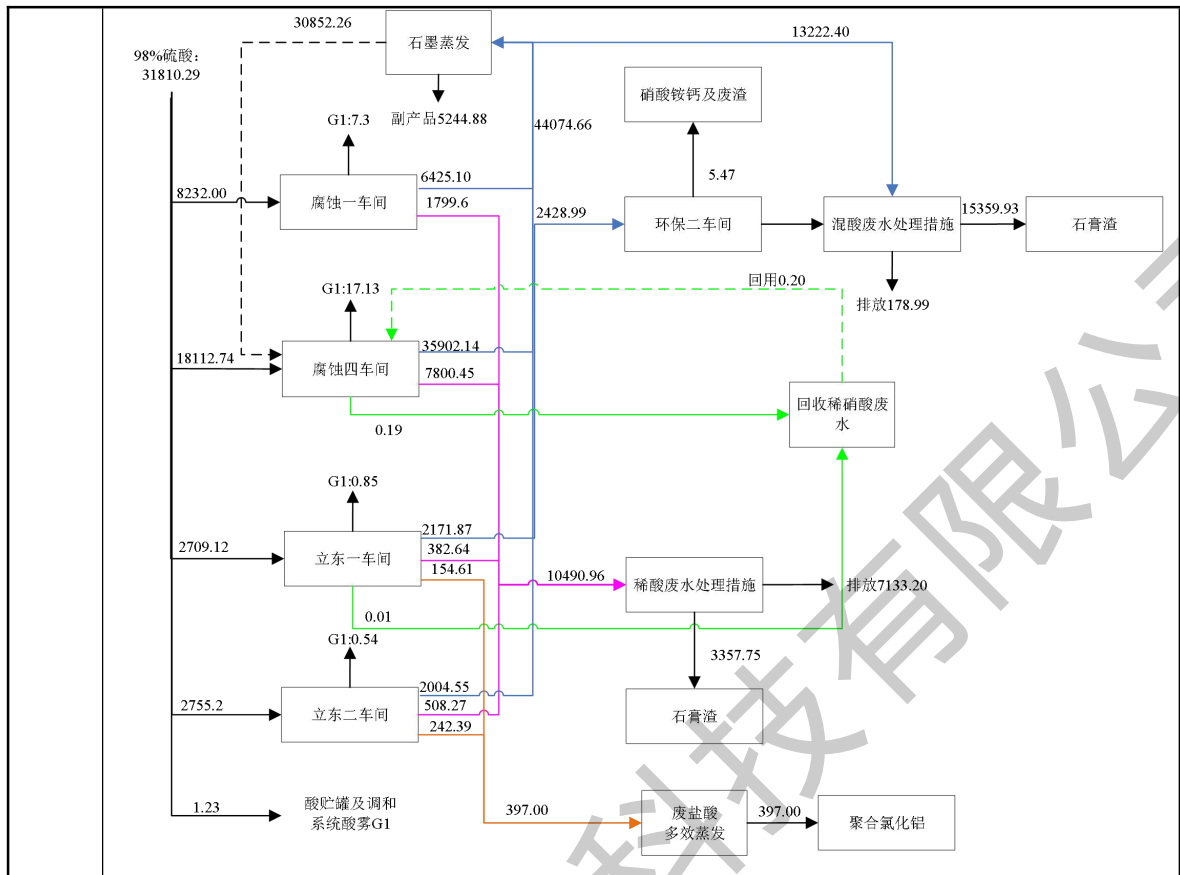 30852.26
石墨蒸发
13222.40
98%硫酸：
31810.29
副产品5244.88
硝酸铵钙及废渣
G1:7.3
44074.66
5.47
8232.00
腐蚀一车间
6425.10
1799.6
2428.99
环保二车间
混酸废水处理措施
15359.93
石膏渣
回用0.20
排放178.99
G1:17.13
18112.74
腐蚀四车间
35902.14
7800.45
0.19
回收稀硝酸废
水
G1:0.85
2709.12
立东一车间
2171.87
382.64
154.61
10490.96
稀酸废水处理措施
排放7133.20
0.01
G1:0.54
3357.75
2755.2
立东二车间
2004.55
508.27
242.39
石膏渣
1.23
酸贮罐及调和
系统酸雾G1
397.00
废盐酸
多效蒸发
397.00
聚合氯化铝
科技有限公司